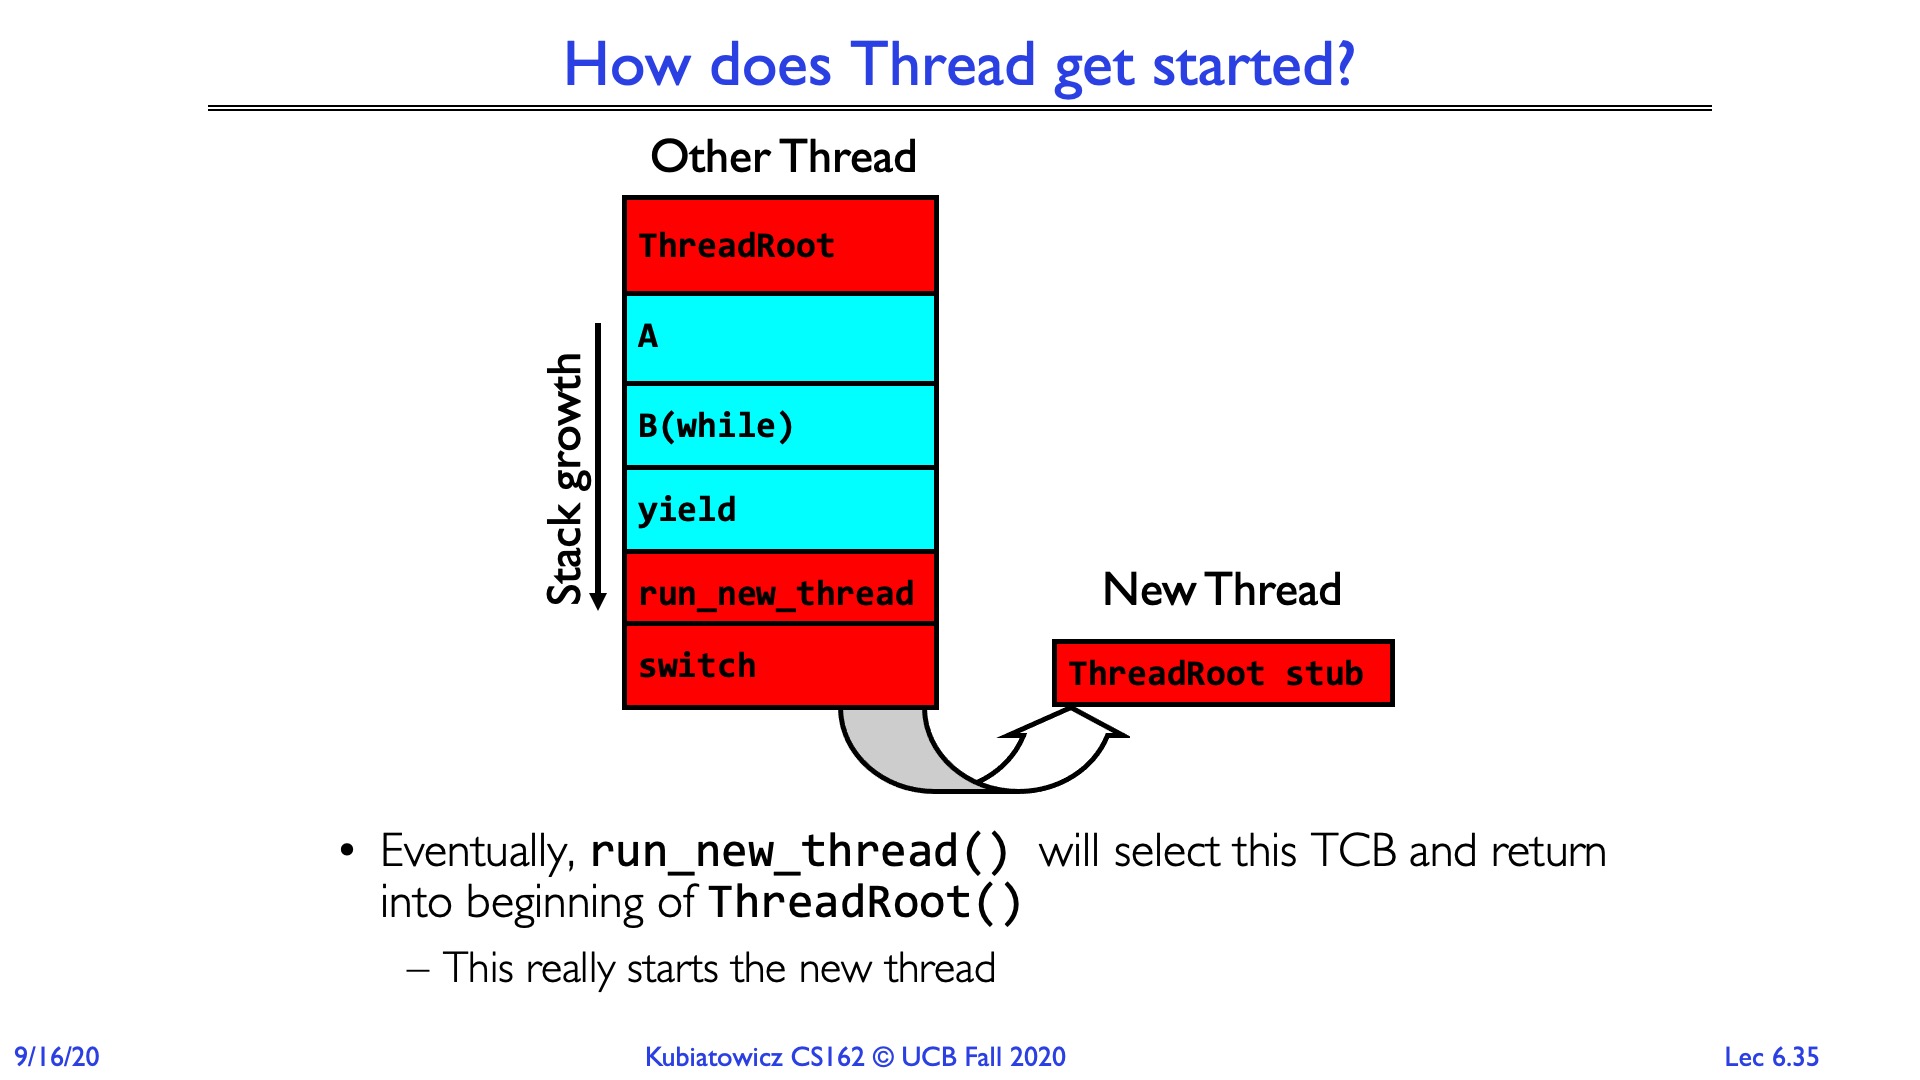 How does Thread get started?
Other Thread
ThreadRoot
A
B(while)
yield
run_new_thread
switch
Stack growth
New Thread
ThreadRoot stub
• Eventually, run_new_thread() will select this TCB and return
into beginning of ThreadRoot()
– This really starts the new thread
9/16/20
Kubiatowicz CS162 © UCB Fall 2020
Lec 6.35